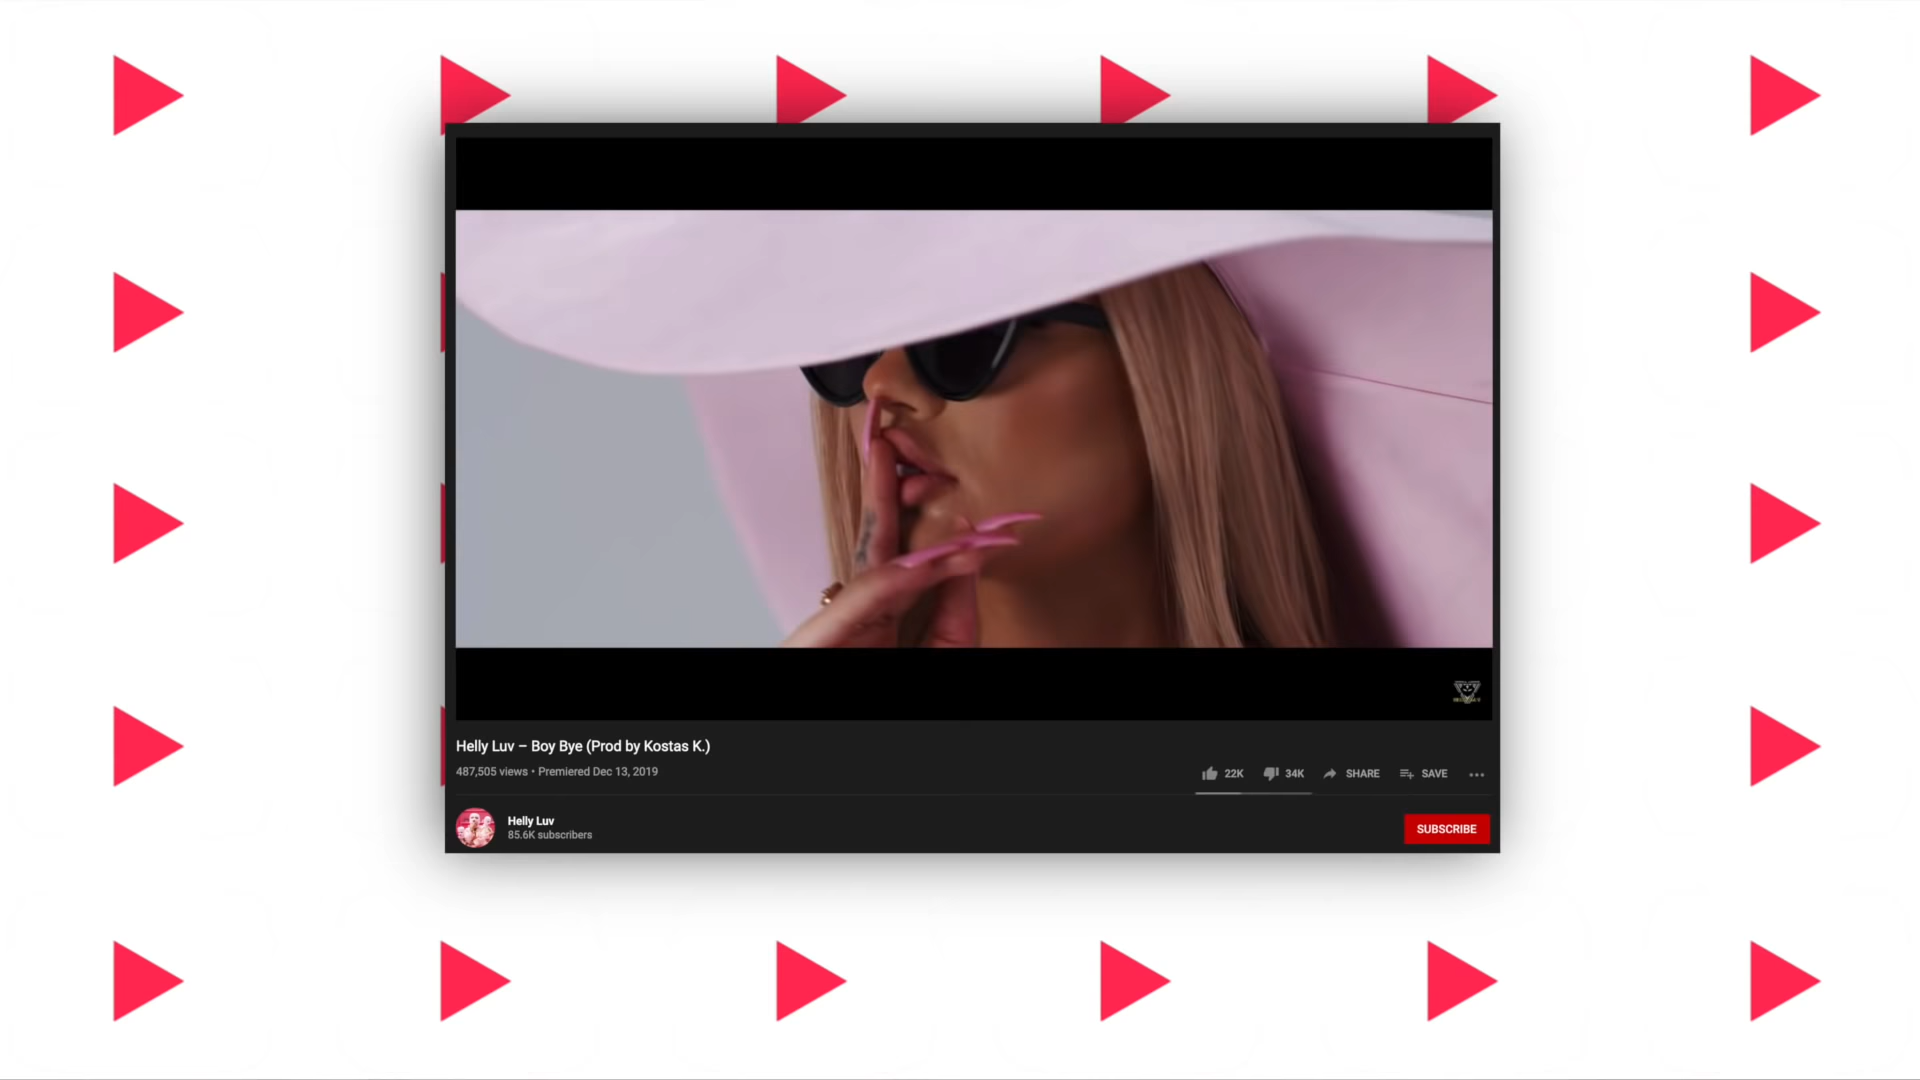 Helly Luv – Boy Bye (Prod by Kostas K.)
487,505 views • Premiered Dec 13, 2019
22K 34K SHARE SAVE
Helly Luv
85.6K subscribers
SUBSCRIBE